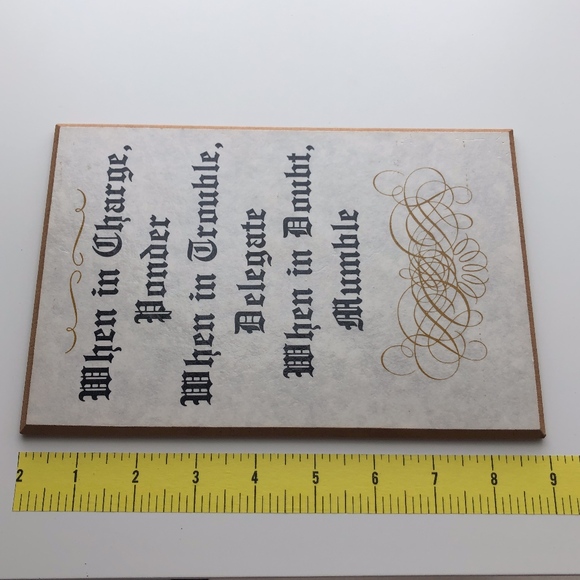 When in Charge,
Ponder
When in Trouble,
Delegate
When in Doubt,
Mumble
2 1 2 3 4 5 6 7 8 9